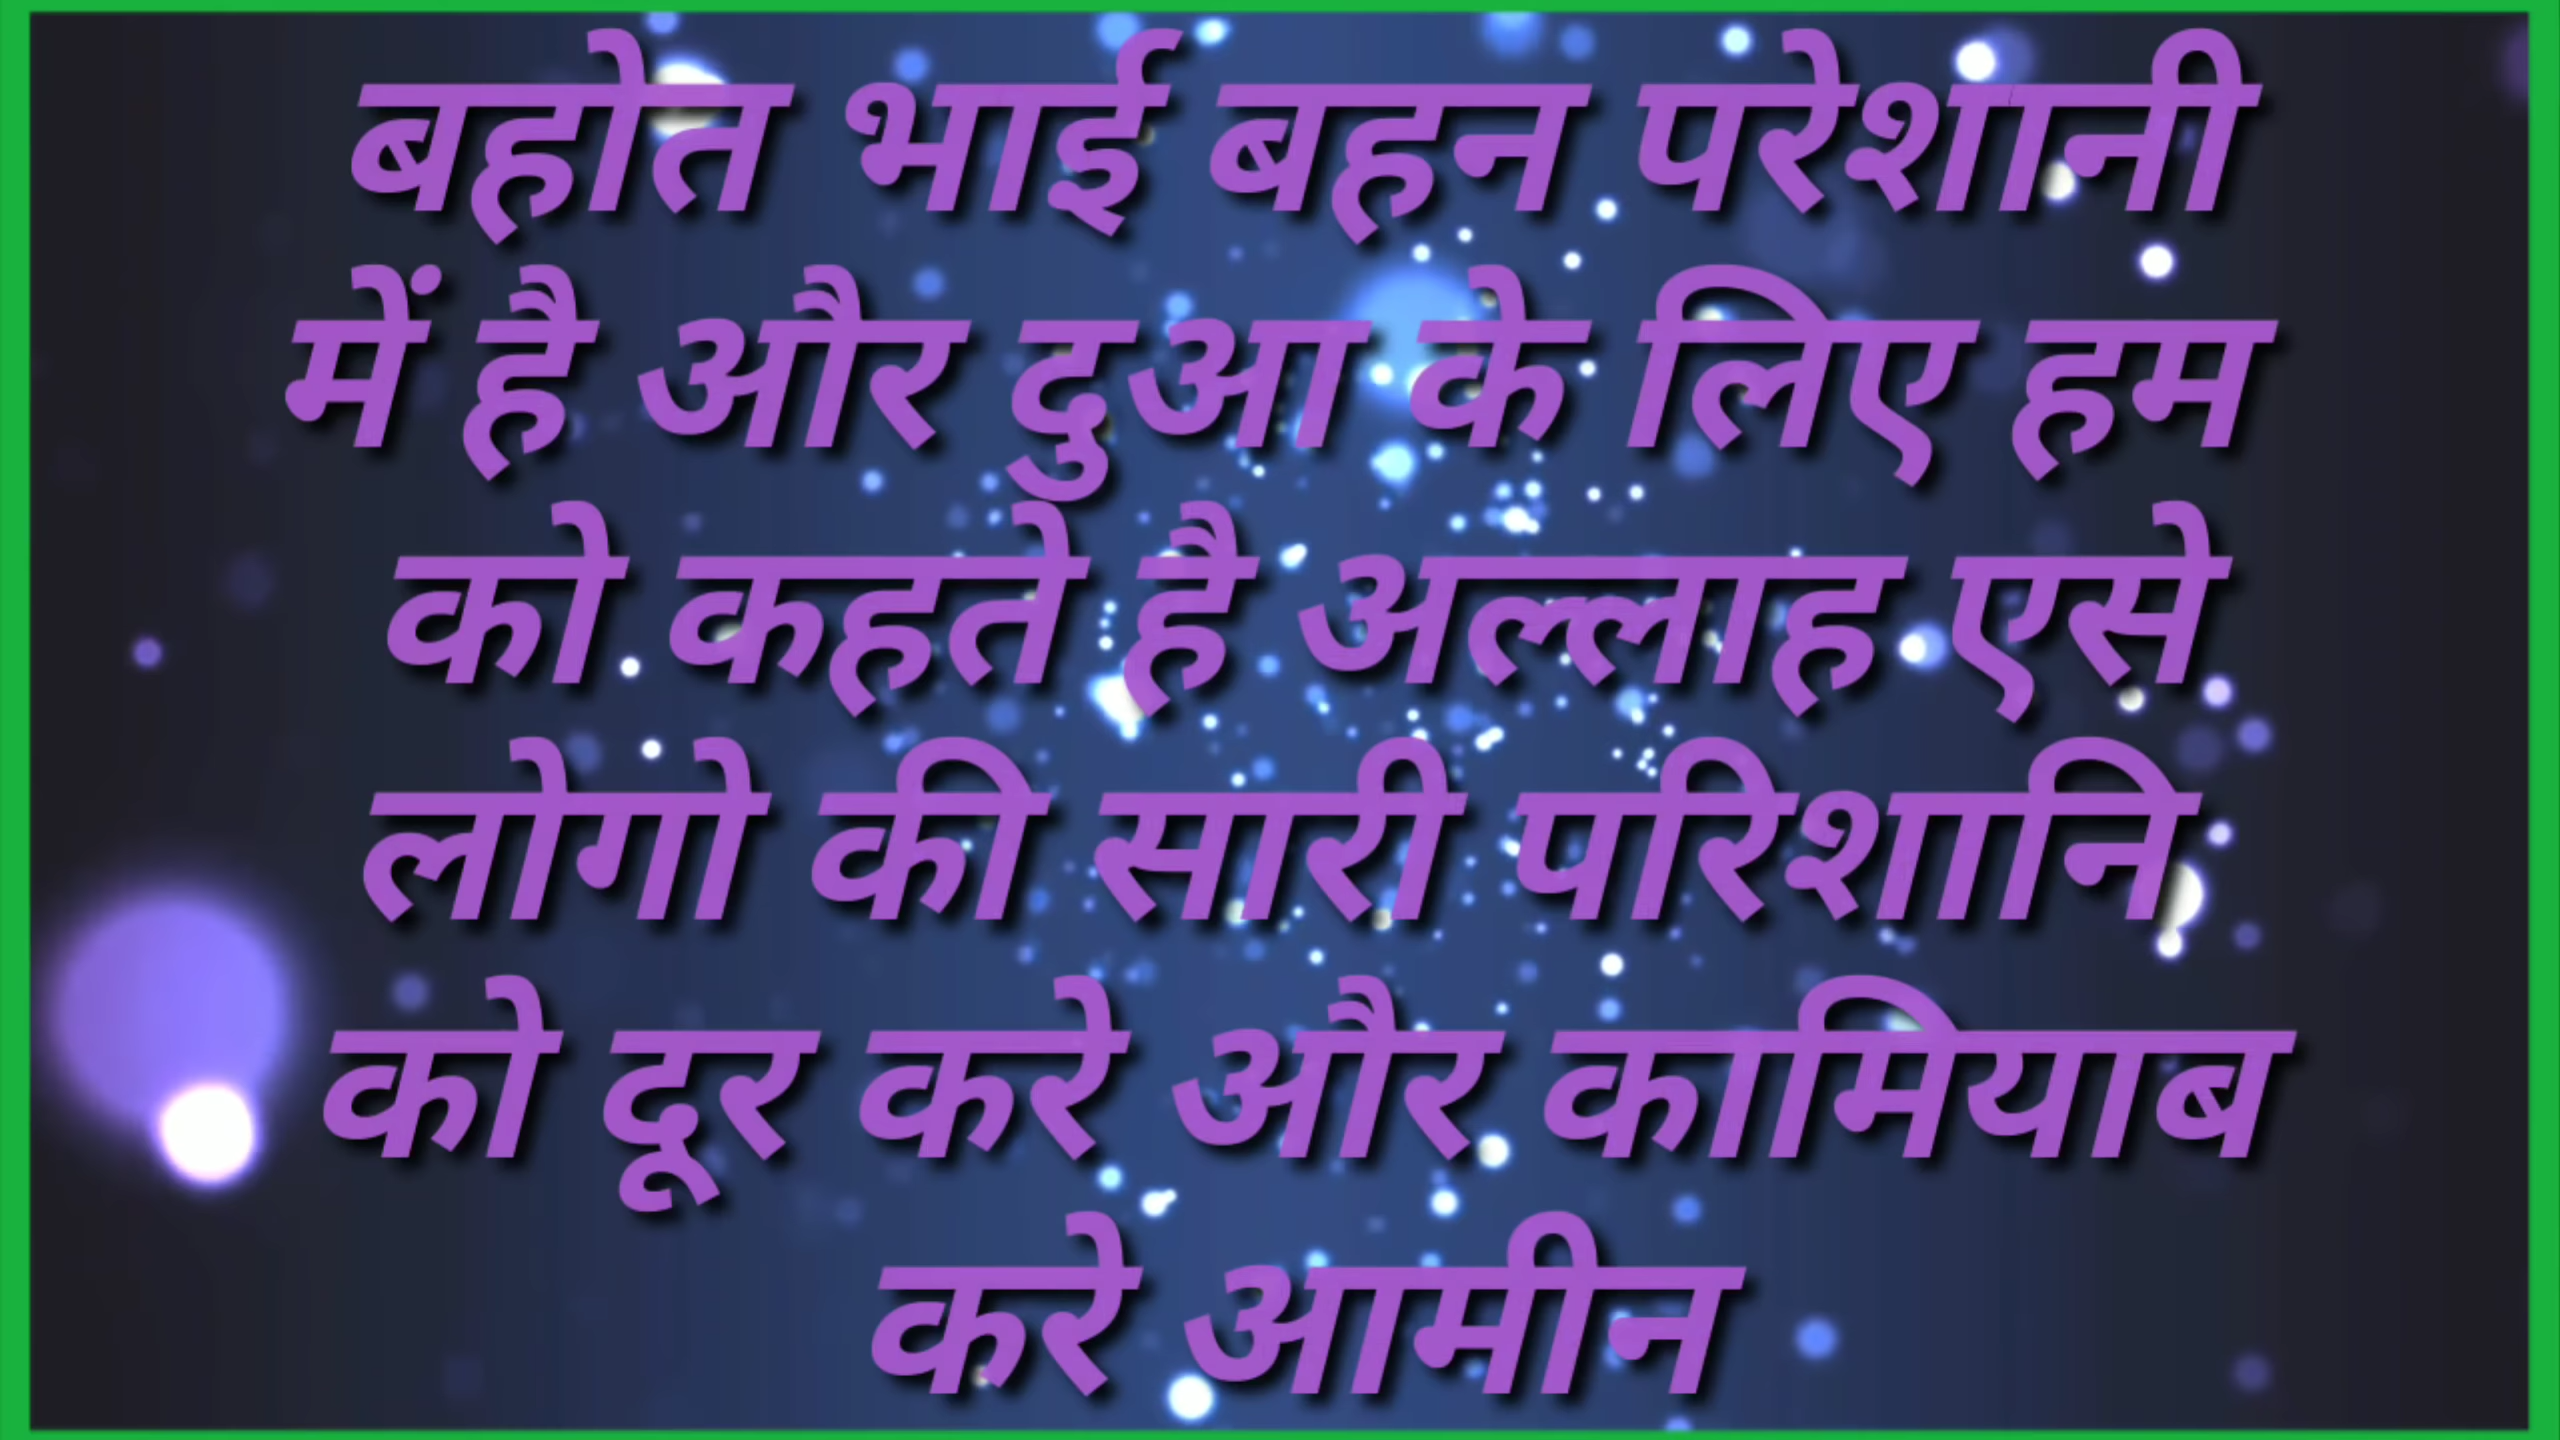 बहोत भाई बहन परेशानी
में है और दुआ के लिए हम
को कहते है अल्लाह एसे
लोगो की सारी परिशानि
को दूर करे और कामियाब
करे आमीन